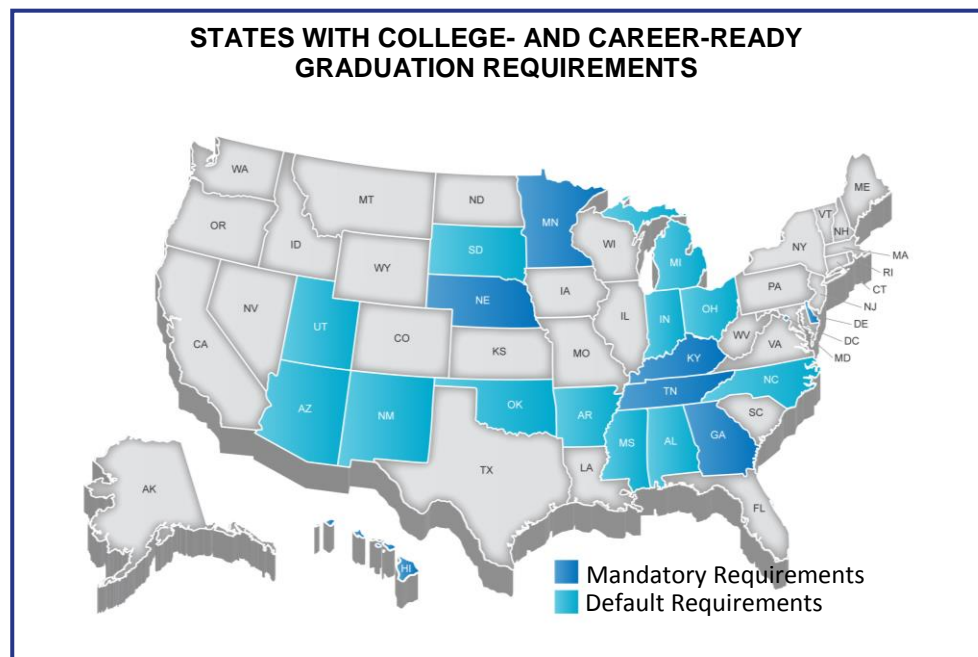 STATES WITH COLLEGE- AND CAREER-READY
GRADUATION REQUIREMENTS
WA
MT
ND
MN
ME
VT
NH
OR
ID
SD
WI
MI
NY
MA
RI
WY
CT
IA
PA
NJ
NE
NV
OH
DE
UT
IL
IN
DC
CO
WV
VA
MD
CA
KS
MO
KY
NC
TN
AZ
NM
OK
AR
SC
MS
AL
GA
TX
LA
AK
FL
HI
Mandatory Requirements
Default Requirements